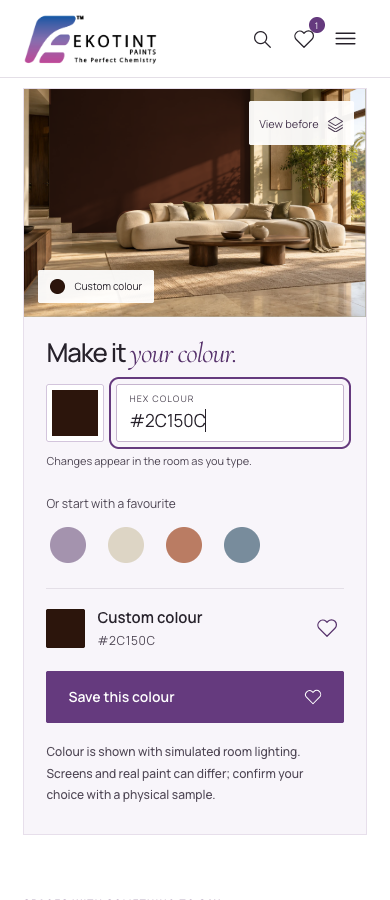 EKOTINT™
PAINTS
The Perfect Chemistry
1
View before
Custom colour
Make it your colour.
HEX COLOUR
#2C150C
Changes appear in the room as you type.
Or start with a favourite
Custom colour
#2C150C
Save this colour
Colour is shown with simulated room lighting.
Screens and real paint can differ; confirm your
choice with a physical sample.